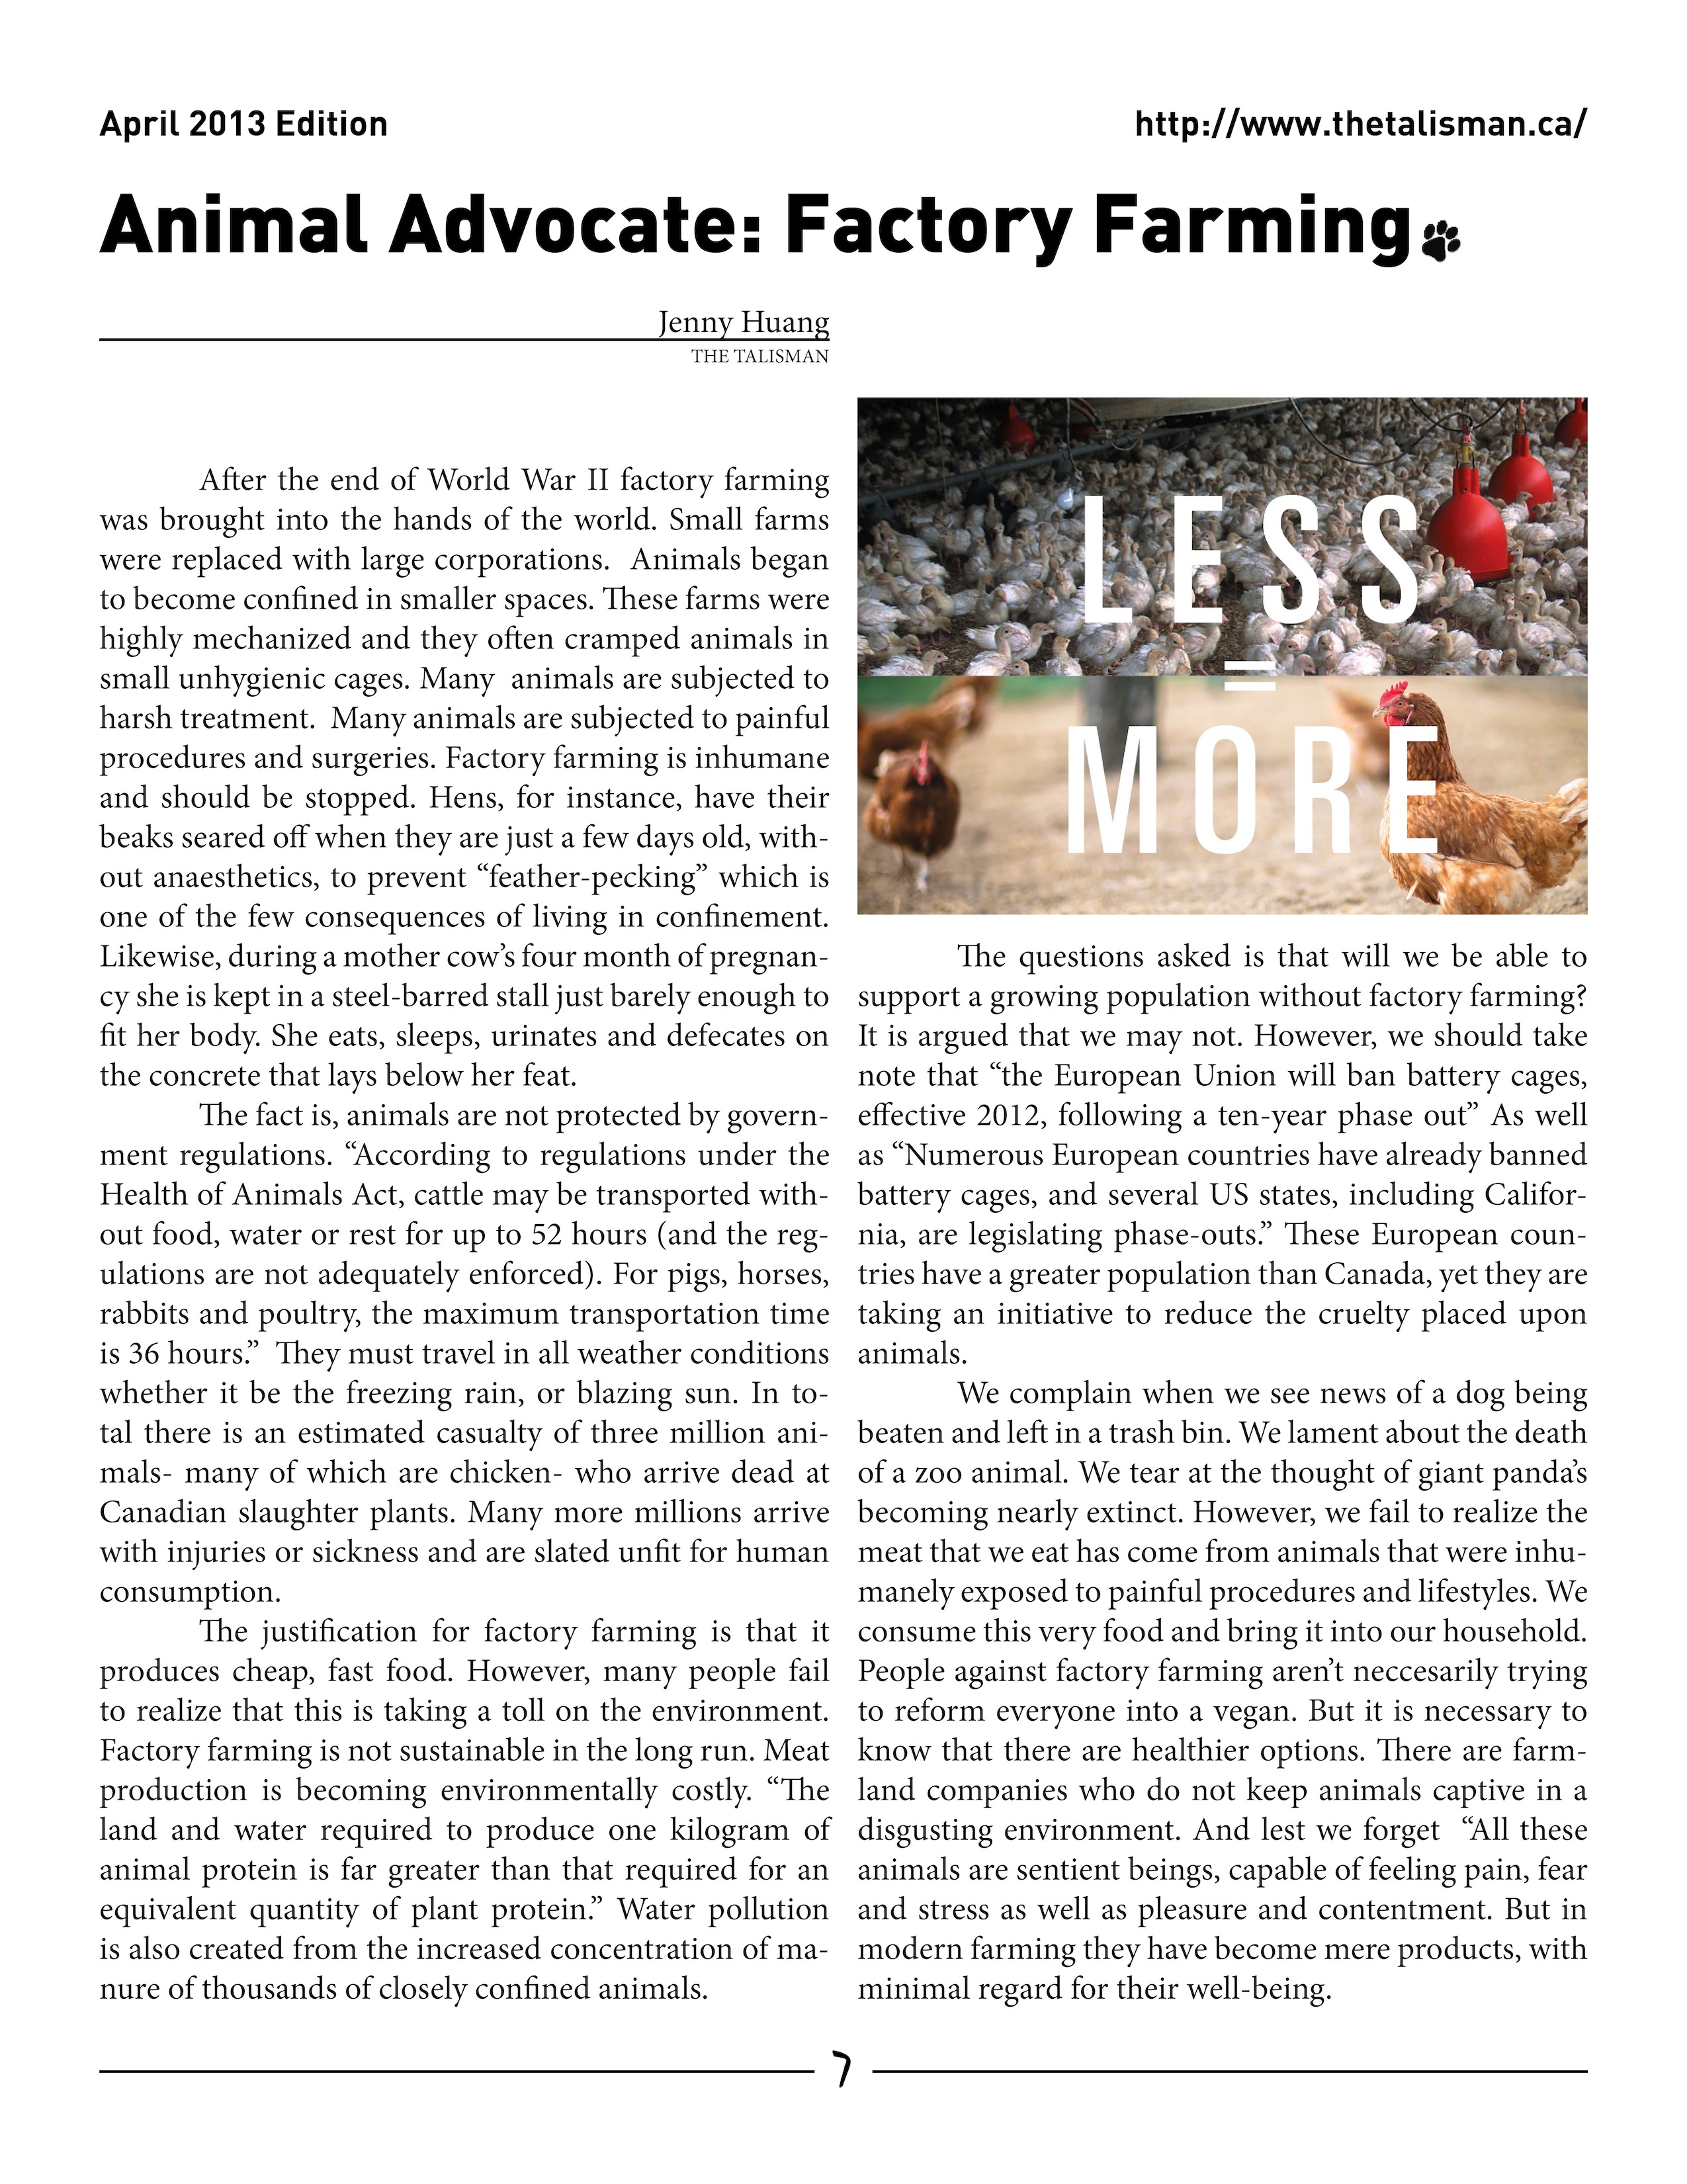 April 2013 Edition
http://www.thetalisman.ca/
Animal Advocate: Factory Farming
Jenny Huang
THE TALISMAN
After the end of World War II factory farming
was brought into the hands of the world. Small farms
were replaced with large corporations.  Animals began
to become confined in smaller spaces. These farms were
highly mechanized and they often cramped animals in
small unhygienic cages. Many  animals are subjected to
harsh treatment.  Many animals are subjected to painful
procedures and surgeries. Factory farming is inhumane
and should be stopped. Hens, for instance, have their
beaks seared off when they are just a few days old, with-
out anaesthetics, to prevent “feather-pecking” which is
one of the few consequences of living in confinement.
Likewise, during a mother cow’s four month of pregnan-
cy she is kept in a steel-barred stall just barely enough to
fit her body. She eats, sleeps, urinates and defecates on
the concrete that lays below her feat.
The fact is, animals are not protected by govern-
ment regulations. “According to regulations under the
Health of Animals Act, cattle may be transported with-
out food, water or rest for up to 52 hours (and the reg-
ulations are not adequately enforced). For pigs, horses,
rabbits and poultry, the maximum transportation time
is 36 hours.”  They must travel in all weather conditions
whether it be the freezing rain, or blazing sun. In to-
tal there is an estimated casualty of three million ani-
mals- many of which are chicken- who arrive dead at
Canadian slaughter plants. Many more millions arrive
with injuries or sickness and are slated unfit for human
consumption.
The justification for factory farming is that it
produces cheap, fast food. However, many people fail
to realize that this is taking a toll on the environment.
Factory farming is not sustainable in the long run. Meat
production is becoming environmentally costly. “The
land and water required to produce one kilogram of
animal protein is far greater than that required for an
equivalent quantity of plant protein.” Water pollution
is also created from the increased concentration of ma-
nure of thousands of closely confined animals.
LESS
=
MORE
The questions asked is that will we be able to
support a growing population without factory farming?
It is argued that we may not. However, we should take
note that “the European Union will ban battery cages,
effective 2012, following a ten-year phase out” As well
as “Numerous European countries have already banned
battery cages, and several US states, including Califor-
nia, are legislating phase-outs.” These European coun-
tries have a greater population than Canada, yet they are
taking an initiative to reduce the cruelty placed upon
animals.
We complain when we see news of a dog being
beaten and left in a trash bin. We lament about the death
of a zoo animal. We tear at the thought of giant panda’s
becoming nearly extinct. However, we fail to realize the
meat that we eat has come from animals that were inhu-
manely exposed to painful procedures and lifestyles. We
consume this very food and bring it into our household.
People against factory farming aren’t neccesarily trying
to reform everyone into a vegan. But it is necessary to
know that there are healthier options. There are farm-
land companies who do not keep animals captive in a
disgusting environment. And lest we forget  “All these
animals are sentient beings, capable of feeling pain, fear
and stress as well as pleasure and contentment. But in
modern farming they have become mere products, with
minimal regard for their well-being.
7